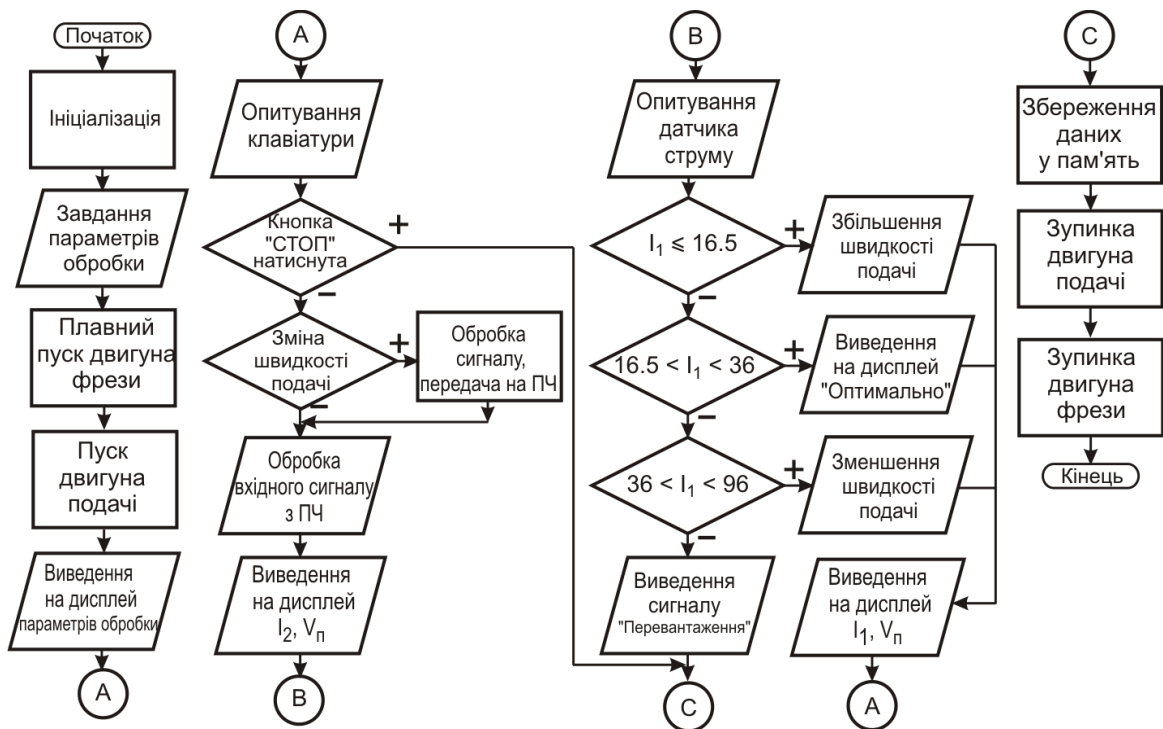 Початок
Ініціалізація
Завдання
параметрів
обробки
Плавний
пуск двигуна
фрези
Пуск
двигуна
подачі
Виведення
на дисплей
параметрів обробки
A
A
Опитування
клавіатури
Кнопка
"СТОП"
натиснута
+
−
Зміна
швидкості
подачі
+
−
Обробка
сигналу,
передача на ПЧ
Обробка
вхідного сигналу
з ПЧ
Виведення
на дисплей
I₂, Vп
B
B
Опитування
датчика
струму
I₁ ⩽ 16.5
+
−
Збільшення
швидкості
подачі
16.5 < I₁ < 36
+
−
Виведення
на дисплей
"Оптимально"
36 < I₁ < 96
+
−
Зменшення
швидкості
подачі
Виведення
сигналу
"Перевантаження"
C
Виведення
на дисплей
I1, Vп
A
C
Збереження
даних
у пам'ять
Зупинка
двигуна
подачі
Зупинка
двигуна
фрези
Кінець